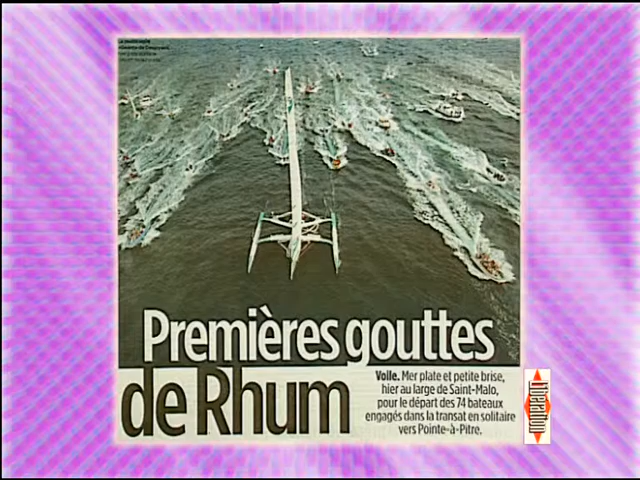 Premières gouttes
de Rhum
Voile. Mer plate et petite brise,
hier au large de Saint-Malo,
pour le départ des 74 bateaux
engagés dans la transat en solitaire
vers Pointe-à-Pitre.
Libération